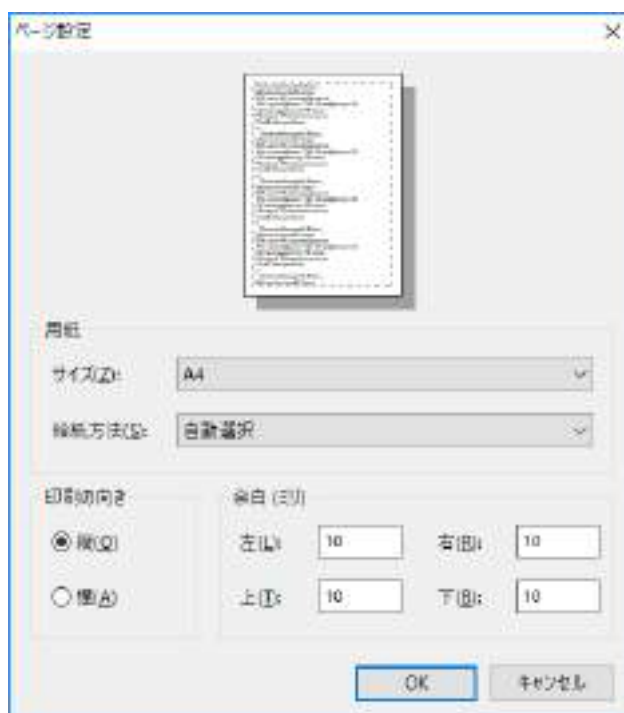 ページ設定
用紙
サイズ(Z):
A4
給紙方法(S):
自動選択
印刷の向き
縦(O)
横(A)
余白 (ミリ)
左(L):
10
右(R):
10
上(T):
10
下(B):
10
OK
キャンセル